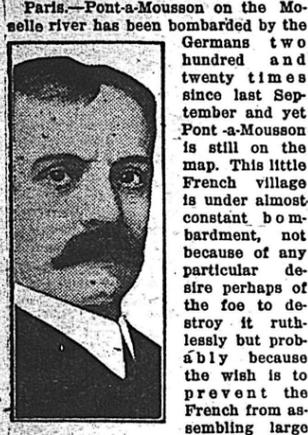 Paris.—Pont-a-Mousson on the Mo-
selle river has been bombarded by the
Germans two
hundred and
twenty times
since last Sep-
tember and yet
Pont -a-Mousson
is still on the
map. This little
French village
is under almost
constant bom-
bardment, not
because of any
particular de-
sire perhaps of
the foe to de-
stroy it ruth-
lessly but prob-
ably because
the wish is to
prevent the
French from as-
sembling large